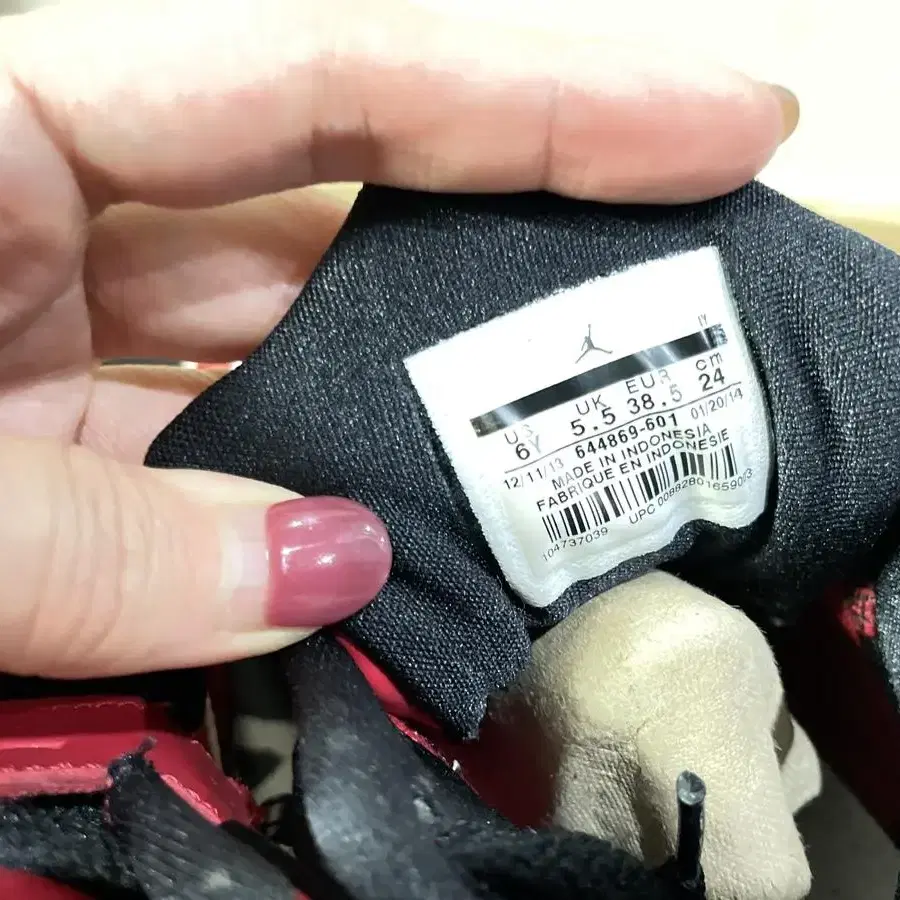 IY
US UK EUR cm
6Y 5.5 38.5 24
12/11/13 644869-601 01/20/14
MADE IN INDONESIA
FABRIQUE EN INDONESIE
104737039 UPC